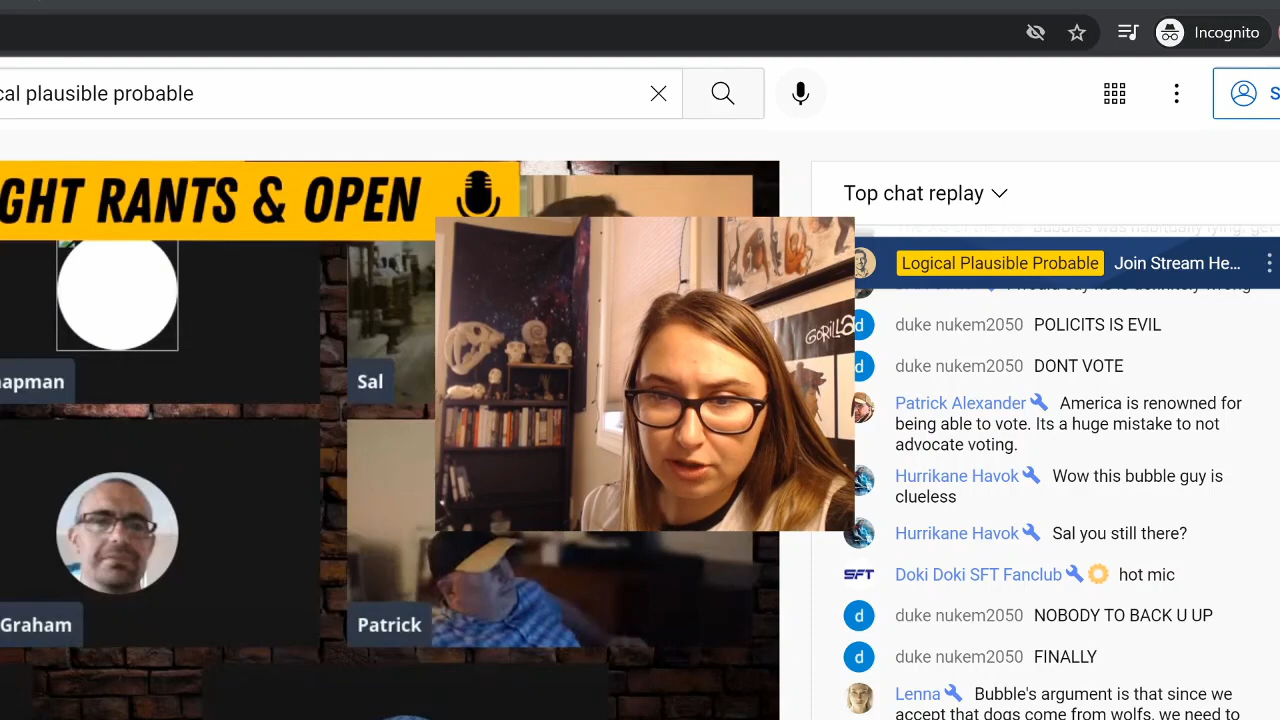 Incognito
cal plausible probable
S
GHT RANTS & OPEN
Top chat replay
Logical Plausible Probable Join Stream He...
duke nukem2050 POLICITS IS EVIL
duke nukem2050 DONT VOTE
Patrick Alexander America is renowned for
being able to vote. Its a huge mistake to not
advocate voting.
Hurrikane Havok Wow this bubble guy is
clueless
Hurrikane Havok Sal you still there?
SFT Doki Doki SFT Fanclub hot mic
d duke nukem2050 NOBODY TO BACK U UP
d duke nukem2050 FINALLY
Lenna Bubble's argument is that since we
accept that dogs come from wolfs, we need to
apman
Sal
GORILLA
Graham
Patrick